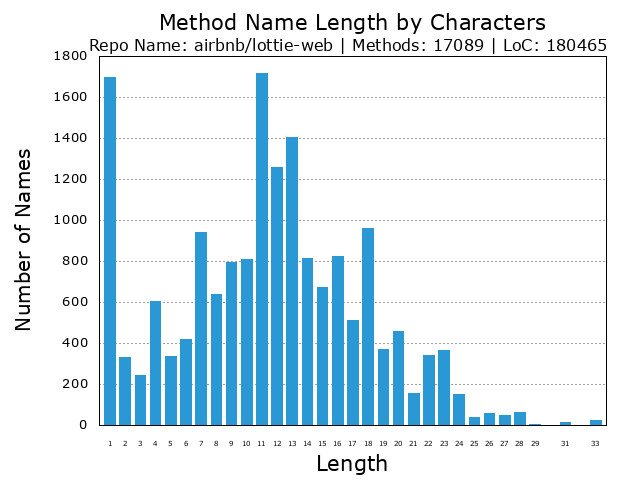 Method Name Length by Characters
Repo Name: airbnb/lottie-web | Methods: 17089 | LoC: 180465
Number of Names
1800
1600
1400
1200
1000
800
600
400
200
0
1 2 3 4 5 6 7 8 9 10 11 12 13 14 15 16 17 18 19 20 21 22 23 24 25 26 27 28 29 31 33
Length